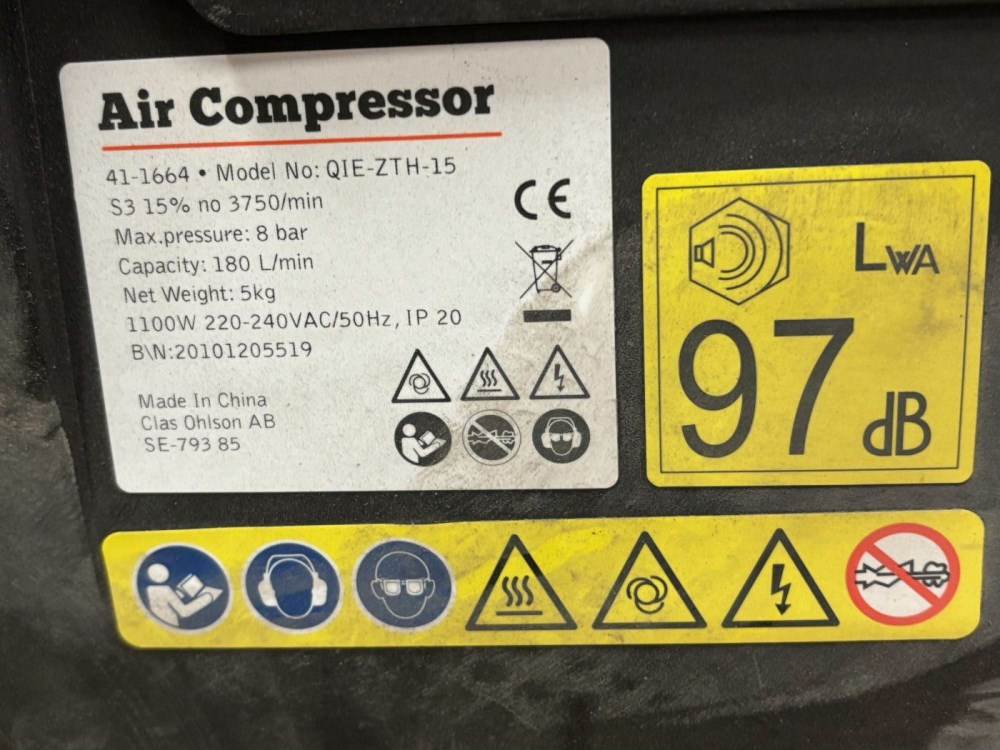 Air Compressor
41-1664 • Model No: QIE-ZTH-15
S3 15% no 3750/min
Max.pressure: 8 bar
Capacity: 180 L/min
Net Weight: 5kg
1100W 220-240VAC/50Hz, IP 20
B\N:20101205519
Made In China
Clas Ohlson AB
SE-793 85
CE
LWA
97
dB